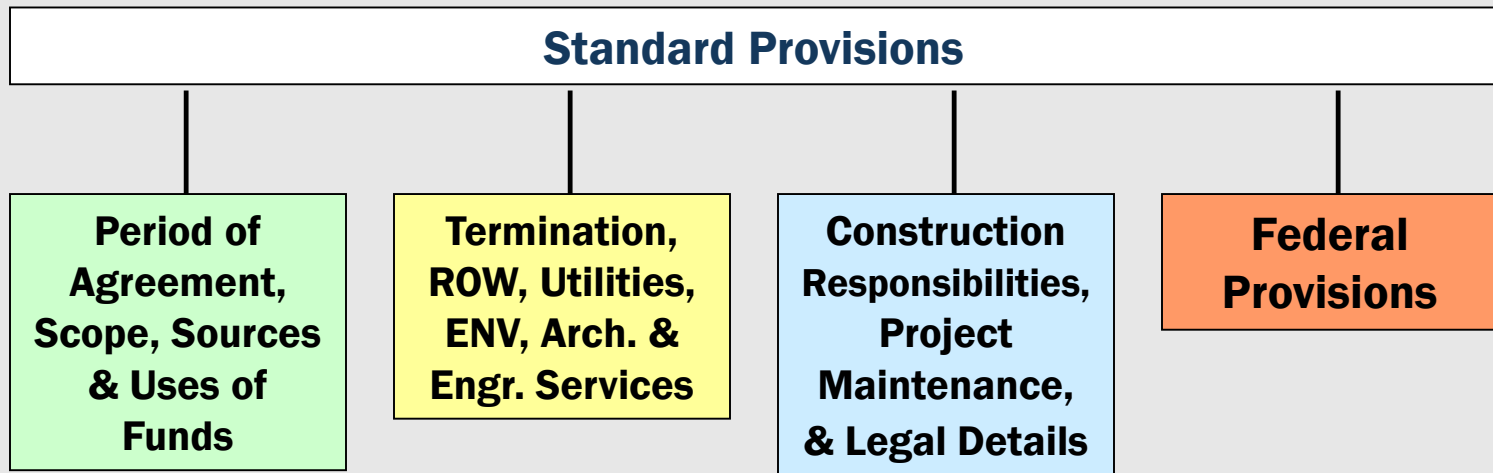 Standard Provisions
Period of
Agreement,
Scope, Sources
& Uses of
Funds
Termination,
ROW, Utilities,
ENV, Arch. &
Engr. Services
Construction
Responsibilities,
Project
Maintenance,
& Legal Details
Federal
Provisions